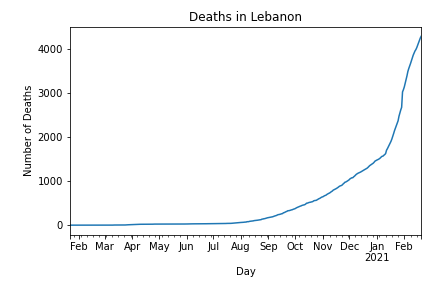 Deaths in Lebanon
Number of Deaths
4000
3000
2000
1000
0
Feb Mar Apr May Jun Jul Aug Sep Oct Nov Dec Jan Feb
2021
Day